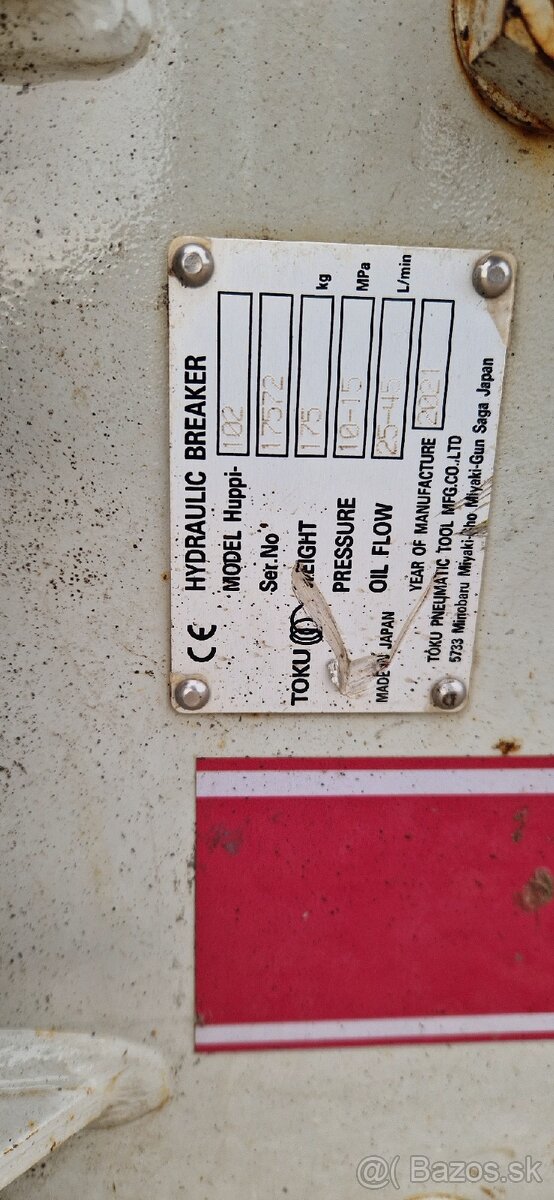 CE HYDRAULIC BREAKER
MODEL Huppi- 102
Ser.No 17572
TOKU WEIGHT 175 kg
PRESSURE 10-15 MPa
OIL FLOW 25-45 L/min
MADE IN JAPAN YEAR OF MANUFACTURE 2021
TOKU PNEUMATIC TOOL MFG.CO.,LTD
5733 Minobaru Miyaki-cho Miyaki-Gun Saga Japan
@( Bazos.sk